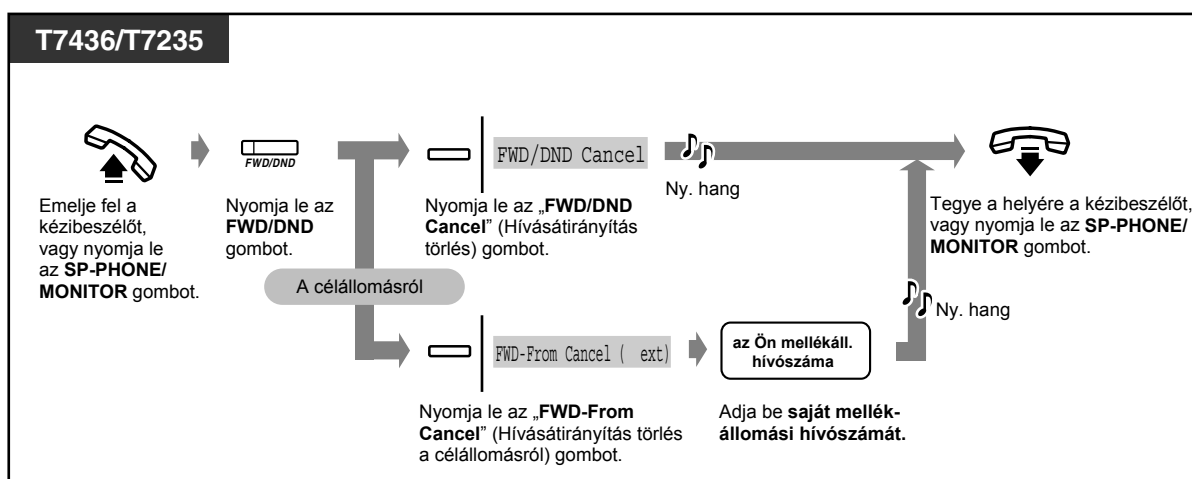 T7436/T7235
FWD/DND
Emelje fel a
kézibeszélőt,
vagy nyomja le
az SP-PHONE/
MONITOR gombot.
Nyomja le az
FWD/DND
gombot.
FWD/DND Cancel
Nyomja le az „FWD/DND
Cancel” (Hívásátirányítás
törlés) gombot.
Ny. hang
Tegye a helyére a kézibeszélőt,
vagy nyomja le az SP-PHONE/
MONITOR gombot.
A célállomásról
FWD-From Cancel ( ext)
Nyomja le az „FWD-From
Cancel” (Hívásátirányítás törlés
a célállomásról) gombot.
az Ön mellékáll.
hívószáma
Adja be saját mellék-
állomási hívószámát.
Ny. hang